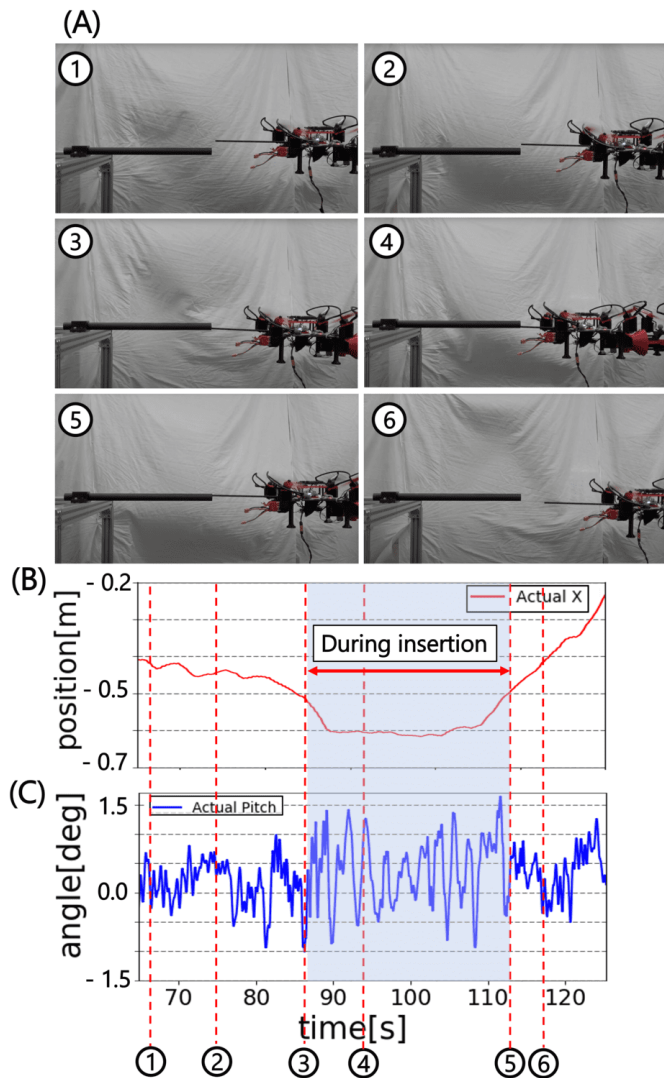 (A)
① ②
③ ④
⑤ ⑥
(B)
position[m]
- 0.2
- 0.5
- 0.7
Actual X
During insertion
(C)
angle[deg]
1.5
0.0
- 1.5
Actual Pitch
70 80 90 100 110 120
time[s]
① ② ③ ④ ⑤ ⑥